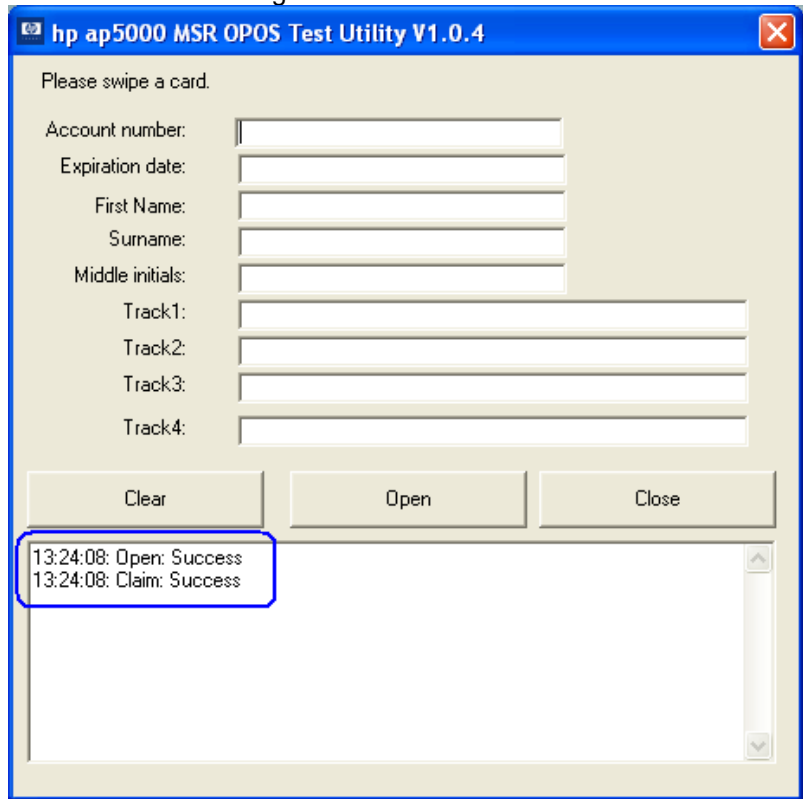 hp ap5000 MSR OPOS Test Utility V1.0.4
Please swipe a card.
Account number:
Expiration date:
First Name:
Surname:
Middle initials:
Track1:
Track2:
Track3:
Track4:
Clear Open Close
13:24:08: Open: Success
13:24:08: Claim: Success